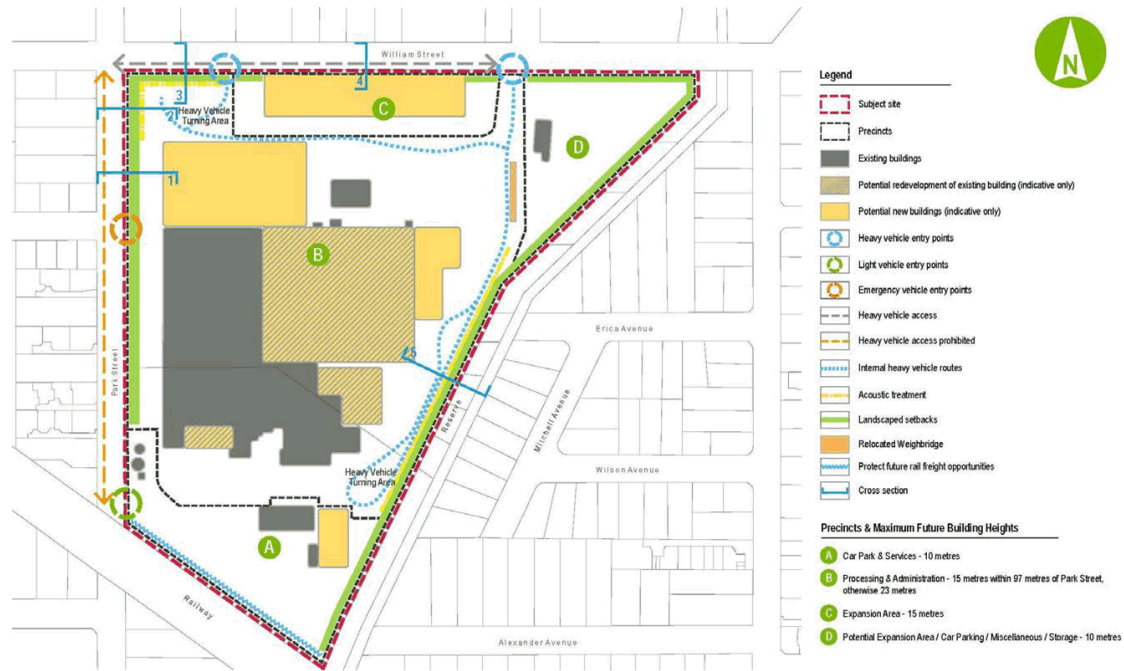 William Street
N
Legend
3
4
C
Heavy Vehicle
Turning Area
2
Subject site
D
Precincts
1
Existing buildings
Potential redevelopment of existing building (indicative only)
Potential new buildings (indicative only)
Heavy vehicle entry points
B
Light vehicle entry points
Emergency vehicle entry points
Heavy vehicle access
Erica Avenue
Heavy vehicle access prohibited
5
Internal heavy vehicle routes
Park Street
Acoustic treatment
Reserve
Mitchell Avenue
Landscaped setbacks
Relocated Weighbridge
Heavy Vehicle
Turning Area
Wilson Avenue
Protect future rail freight opportunities
Cross section
Precincts & Maximum Future Building Heights
A
A Car Park & Services - 10 metres
B Processing & Administration - 15 metres within 97 metres of Park Street,
otherwise 23 metres
Railway
C Expansion Area - 15 metres
Alexander Avenue
D Potential Expansion Area / Car Parking / Miscellaneous / Storage - 10 metres